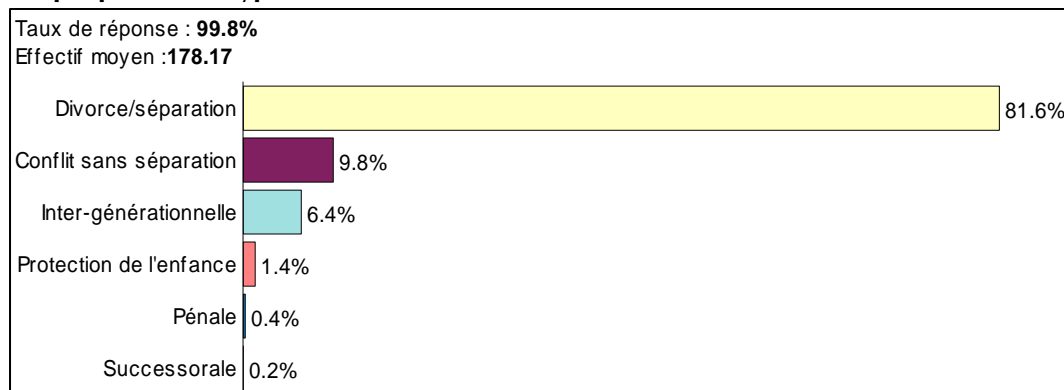 Taux de réponse : 99.8%
Effectif moyen :178.17
Divorce/séparation 81.6%
Conflit sans séparation 9.8%
Inter-générationnelle 6.4%
Protection de l'enfance 1.4%
Pénale 0.4%
Successorale 0.2%